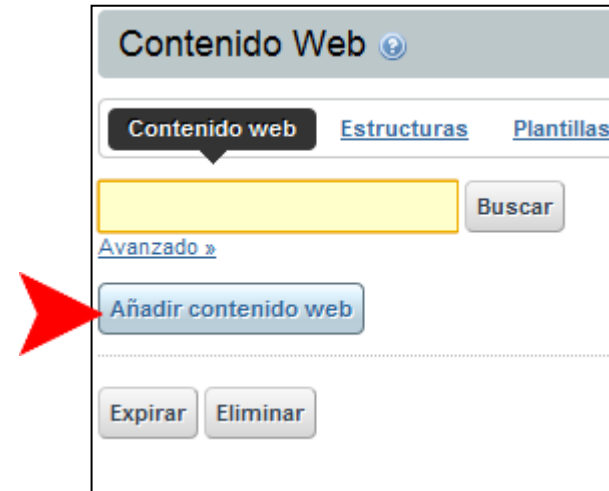 Contenido Web
Contenido web Estructuras Plantillas
Buscar
Avanzado »
Añadir contenido web
Expirar Eliminar